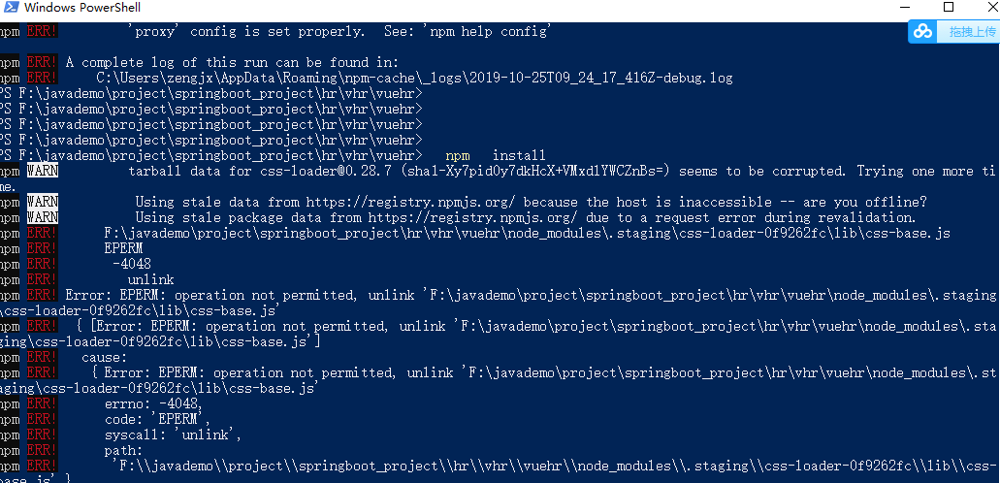 Windows PowerShell
拖拽上传
npm ERR! 'proxy' config is set properly. See: 'npm help config'
npm ERR! A complete log of this run can be found in:
npm ERR! C:\Users\zengjx\AppData\Roaming\npm-cache\_logs\2019-10-25T09_24_17_416Z-debug.log
PS F:\javademo\project\springboot_project\hr\vhr\vuehr>
PS F:\javademo\project\springboot_project\hr\vhr\vuehr>
PS F:\javademo\project\springboot_project\hr\vhr\vuehr>
PS F:\javademo\project\springboot_project\hr\vhr\vuehr>
PS F:\javademo\project\springboot_project\hr\vhr\vuehr> npm install
npm WARN tarball data for css-loader@0.28.7 (sha1-Xy7pid0y7dkHcX+VMxd1YWCZnBs=) seems to be corrupted. Trying one more ti
me.
npm WARN Using stale data from https://registry.npmjs.org/ because the host is inaccessible -- are you offline?
npm WARN Using stale package data from https://registry.npmjs.org/ due to a request error during revalidation.
npm ERR! F:\javademo\project\springboot_project\hr\vhr\vuehr\node_modules\.staging\css-loader-0f9262fc\lib\css-base.js
npm ERR! EPERM
npm ERR! -4048
npm ERR! unlink
npm ERR! Error: EPERM: operation not permitted, unlink 'F:\javademo\project\springboot_project\hr\vhr\vuehr\node_modules\.staging
\css-loader-0f9262fc\lib\css-base.js'
npm ERR! { [Error: EPERM: operation not permitted, unlink 'F:\javademo\project\springboot_project\hr\vhr\vuehr\node_modules\.sta
ging\css-loader-0f9262fc\lib\css-base.js']
npm ERR! cause:
npm ERR! { Error: EPERM: operation not permitted, unlink 'F:\javademo\project\springboot_project\hr\vhr\vuehr\node_modules\.st
aging\css-loader-0f9262fc\lib\css-base.js'
npm ERR! errno: -4048,
npm ERR! code: 'EPERM',
npm ERR! syscall: 'unlink',
npm ERR! path:
npm ERR! 'F:\\javademo\\project\\springboot_project\\hr\\vhr\\vuehr\\node_modules\\.staging\\css-loader-0f9262fc\\lib\\css-
base.js' }